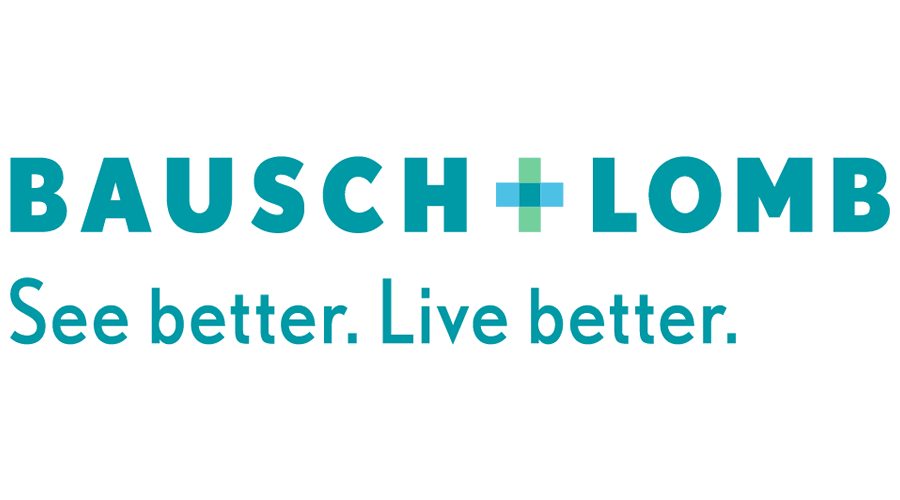 BAUSCH + LOMB
See better. Live better.